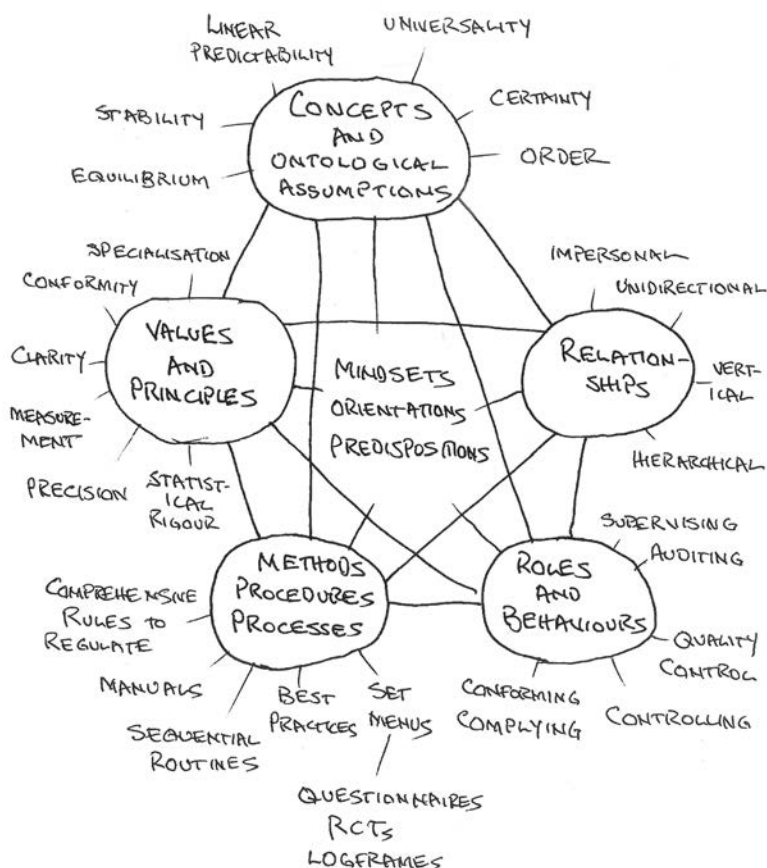 LINEAR
PREDICTABILITY
UNIVERSALITY
STABILITY
CERTAINTY
EQUILIBRIUM
ORDER
CONCEPTS
AND
ONTOLOGICAL
ASSUMPTIONS
SPECIALISATION
CONFORMITY
CLARITY
MEASURE-
MENT
PRECISION
STATIST-
ICAL
RIGOUR
VALUES
AND
PRINCIPLES
MINDSETS
ORIENTATIONS
PREDISPOSITIONS
IMPERSONAL
UNIDIRECTIONAL
VERT-
ICAL
HIERARCHICAL
RELATION-
SHIPS
METHODS
PROCEDURES
PROCESSES
COMPREHENSIVE
RULES TO
REGULATE
MANUALS
SEQUENTIAL
ROUTINES
BEST
PRACTICES
SET
MENUS
QUESTIONNAIRES
RCTs
LOGFRAMES
ROLES
AND
BEHAVIOURS
SUPERVISING
AUDITING
QUALITY
CONTROL
CONTROLLING
CONFORMING
COMPLYING